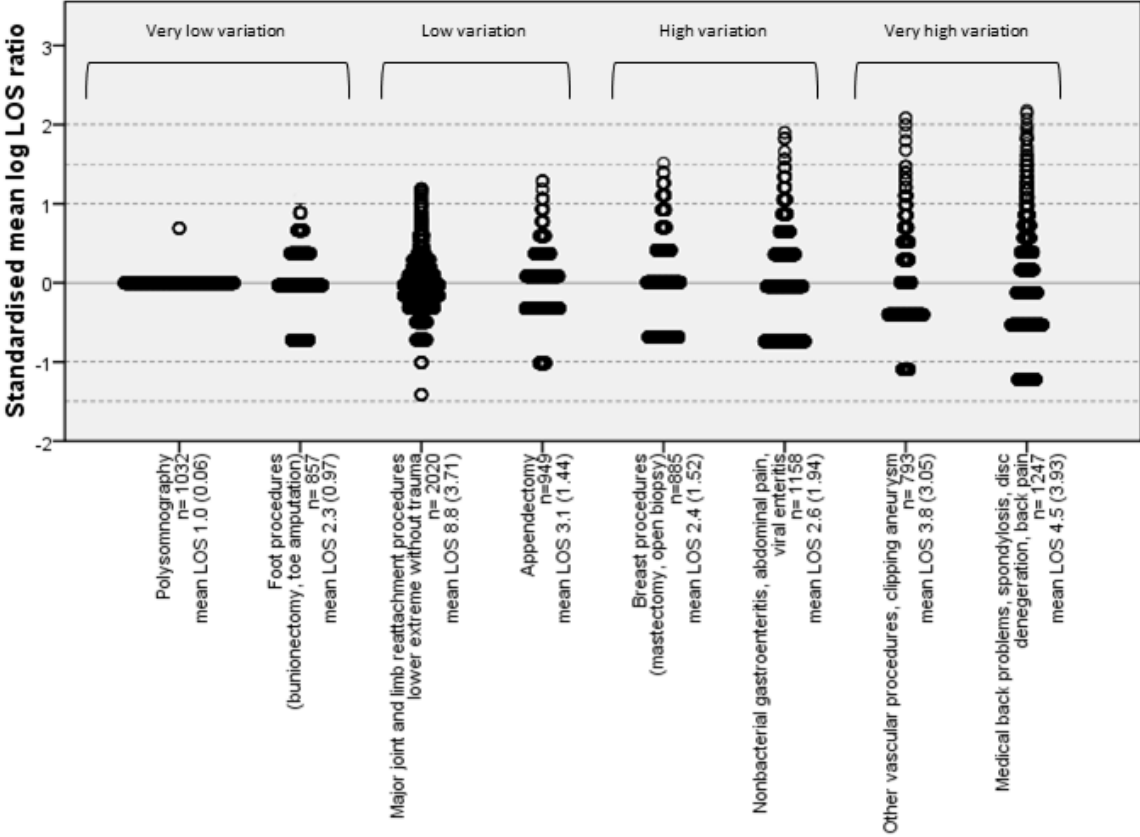 Very low variation
Low variation
High variation
Very high variation
Standardised mean log LOS ratio
3
2
1
0
-1
-2
Polysomnography
n= 1032
mean LOS 1.0 (0.06)
Foot procedures
(bunionectomy, toe amputation)
n= 857
mean LOS 2.3 (0.97)
Major joint and limb reattachment procedures
lower extreme without trauma
n= 2020
mean LOS 8.8 (3.71)
Appendectomy
n=949
mean LOS 3.1 (1.44)
Breast procedures
(mastectomy, open biopsy)
n=885
mean LOS 2.4 (1.52)
Nonbacterial gastroenteritis, abdominal pain,
viral enteritis
n= 1158
mean LOS 2.6 (1.94)
Other vascular procedures, clipping aneurysm
n= 793
mean LOS 3.8 (3.05)
Medical back problems, spondylosis, disc
denegeration, back pain
n= 1247
mean LOS 4.5 (3.93)